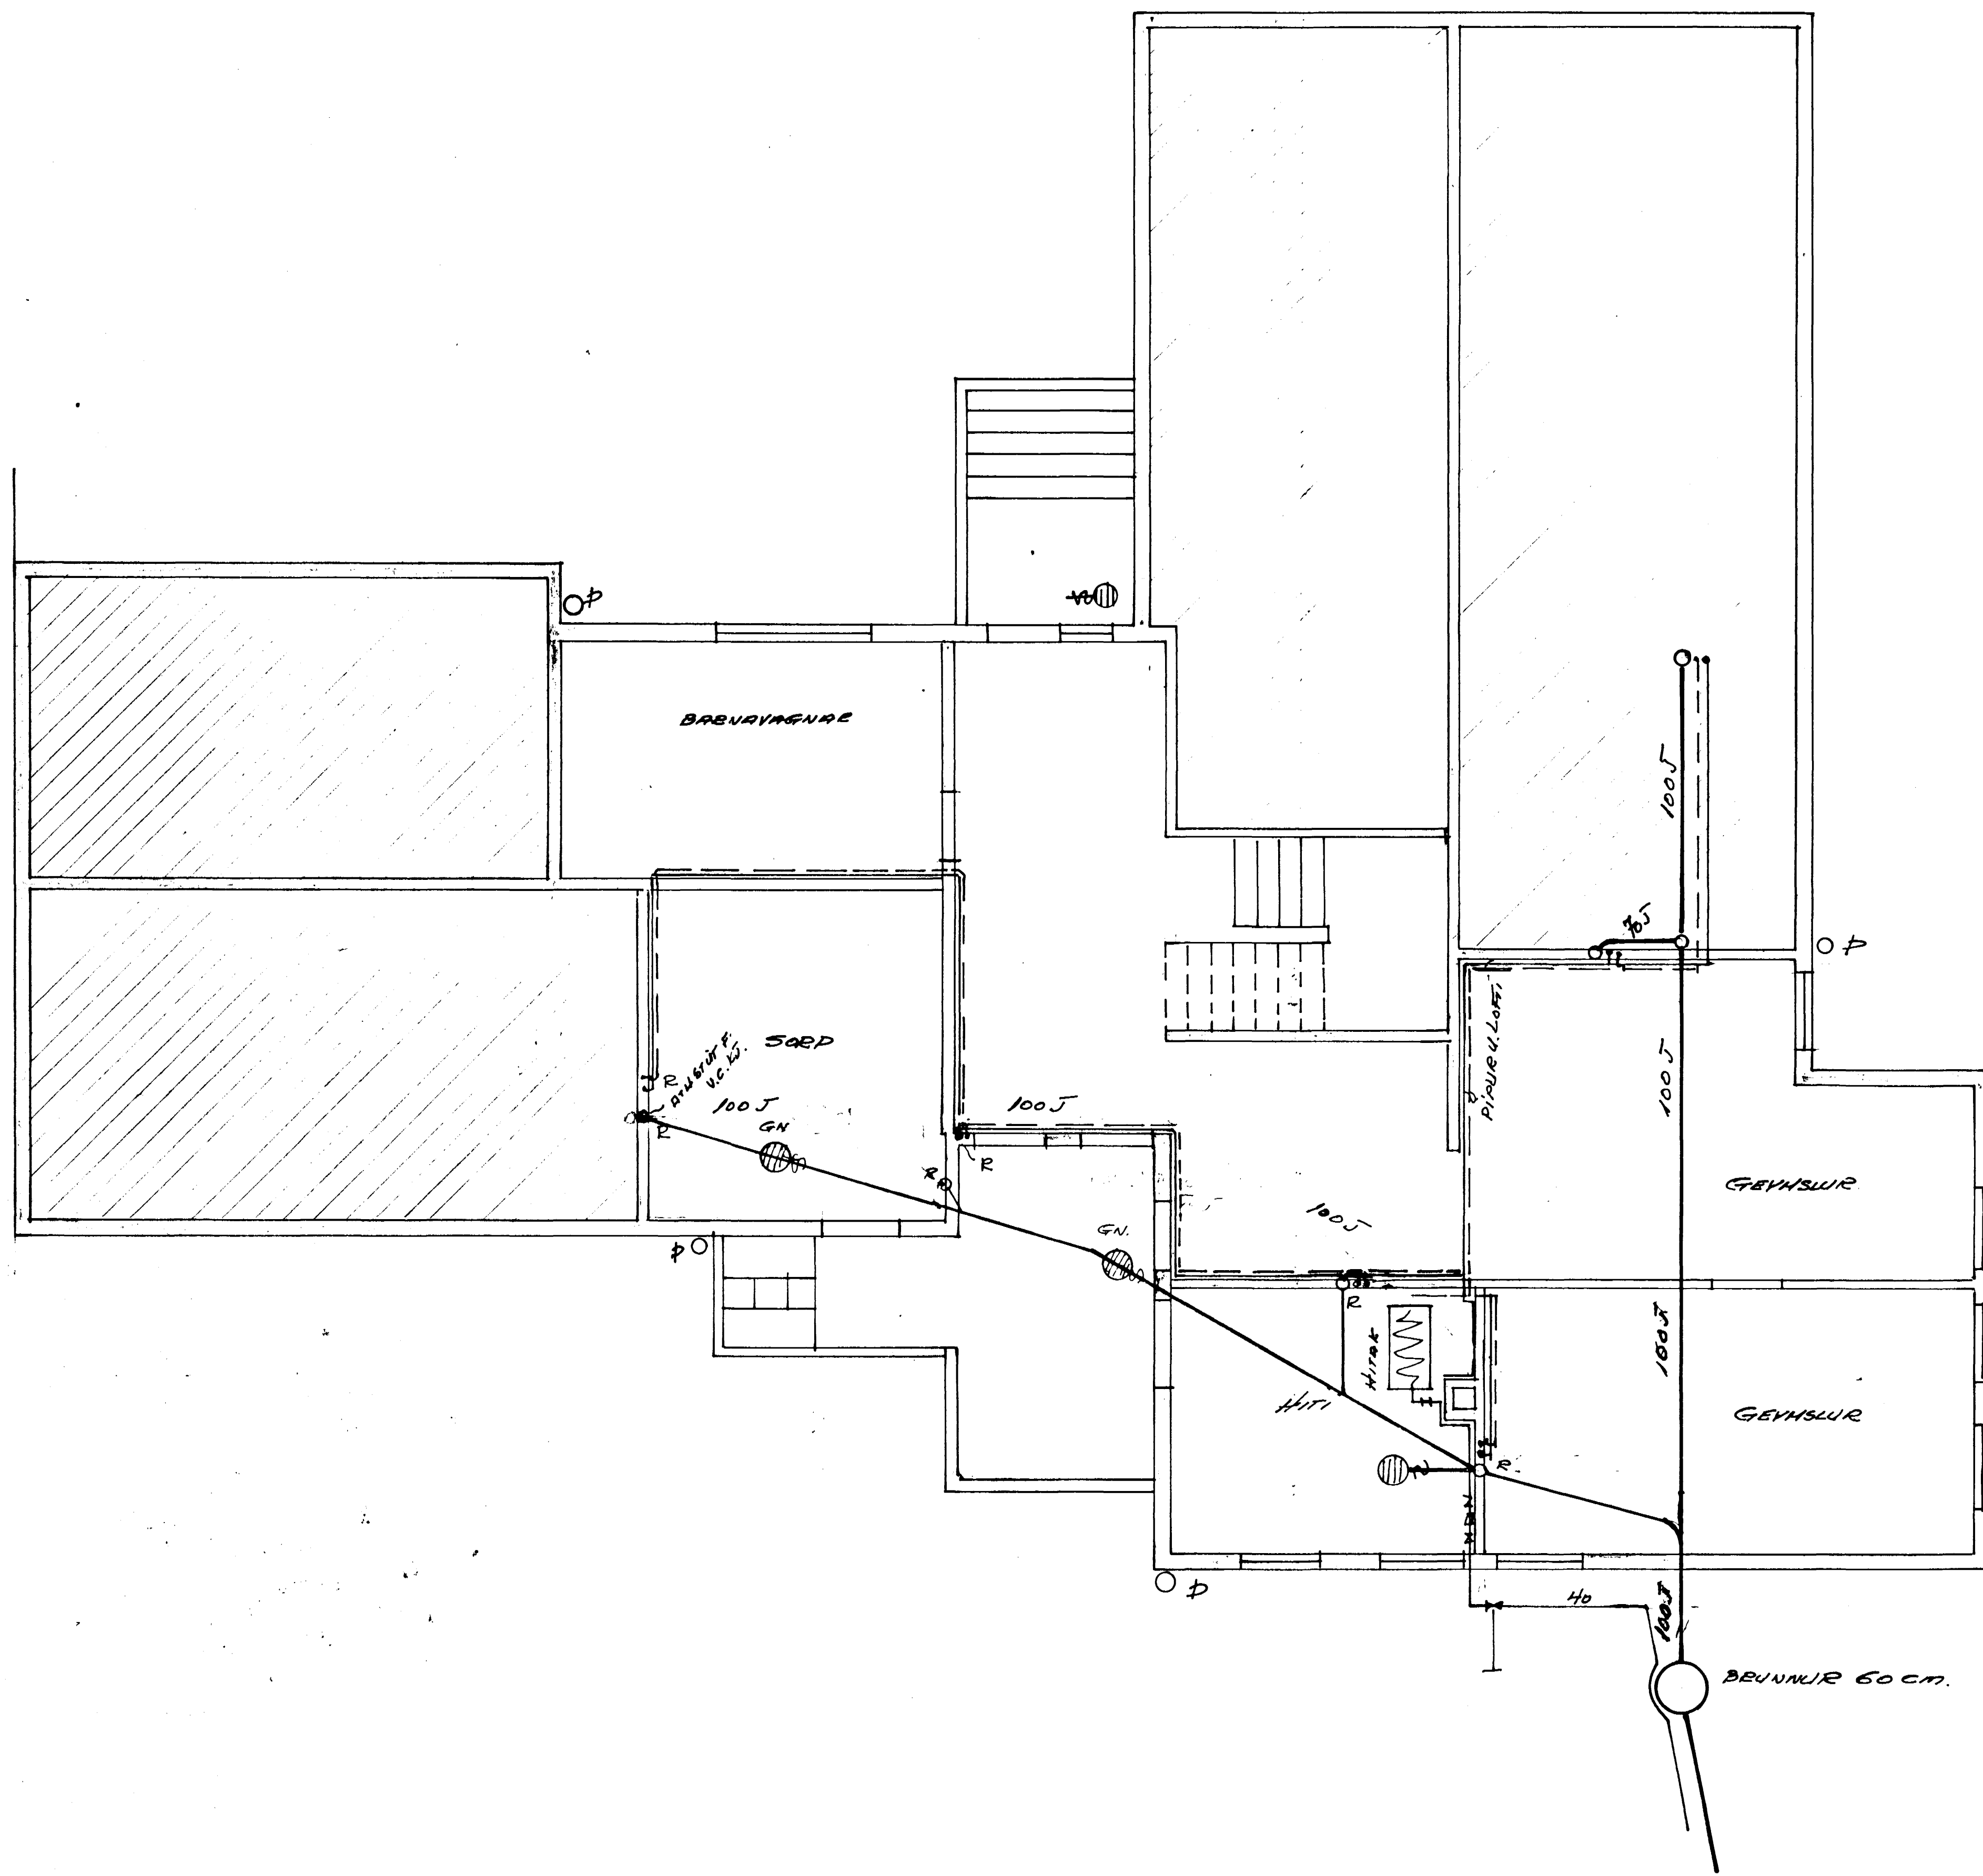 Þ
BARNAVAGNAR
100 J
70 J
Þ
SORP
PÍPUR U. LOFTI
100 J
R
V.C. KJ.
100 J
GN
R
R
100 J
R
GEYMSLUR
100 J
GN.
Þ
R
HITAK
100 J
HITI
GEYMSLUR
R
Þ
40
100 J
BRUNNUR 60 CM.